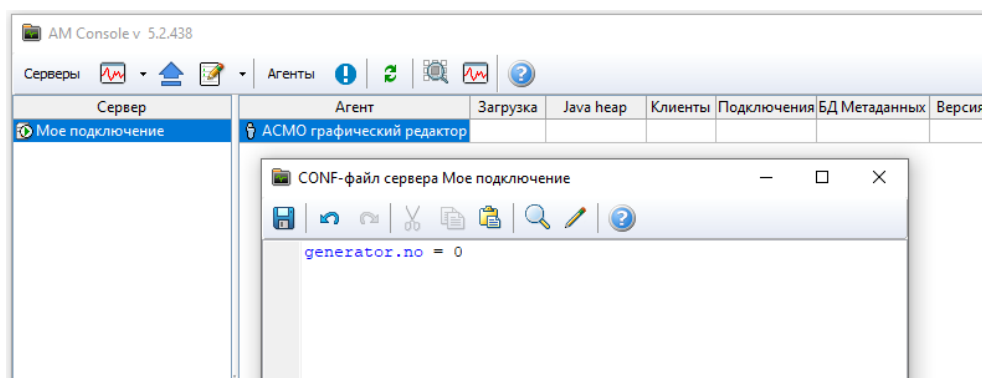 AM Console v 5.2.438
Серверы Агенты
Сервер Агент Загрузка Java heap Клиенты Подключения БД Метаданных Версия
Мое подключение АСМО графический редактор
CONF-файл сервера Мое подключение
generator.no = 0